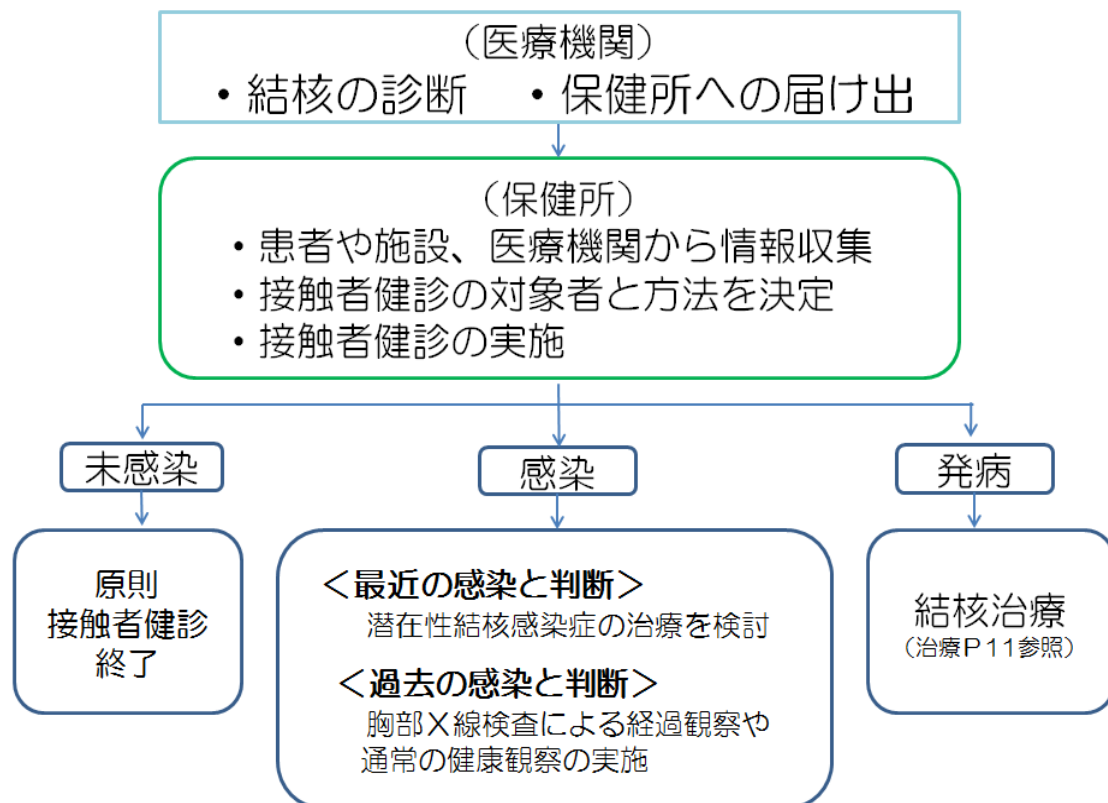 （医療機関）
・結核の診断　・保健所への届け出
（保健所）
・患者や施設、医療機関から情報収集
・接触者健診の対象者と方法を決定
・接触者健診の実施
未感染
感染
発病
原則
接触者健診
終了
＜最近の感染と判断＞
潜在性結核感染症の治療を検討
＜過去の感染と判断＞
胸部Ｘ線検査による経過観察や
通常の健康観察の実施
結核治療
（治療Ｐ１１参照）